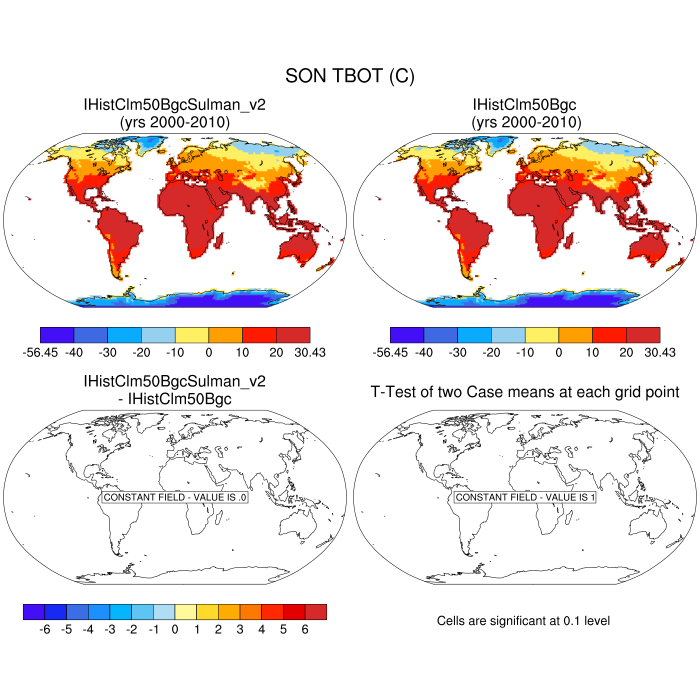 SON TBOT (C)
IHistClm50BgcSulman_v2
(yrs 2000-2010)
IHistClm50Bgc
(yrs 2000-2010)
-56.45 -40 -30 -20 -10 0 10 20 30.43
-56.45 -40 -30 -20 -10 0 10 20 30.43
IHistClm50BgcSulman_v2
- IHistClm50Bgc
T-Test of two Case means at each grid point
CONSTANT FIELD - VALUE IS .0
CONSTANT FIELD - VALUE IS 1
-6 -5 -4 -3 -2 -1 0 1 2 3 4 5 6
Cells are significant at 0.1 level